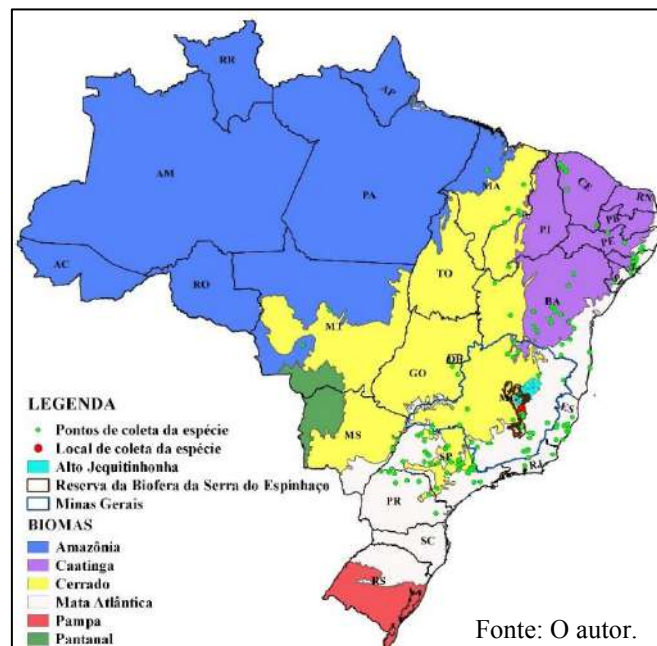 RR
AP
AM
PA
MA
CE
RN
PB
PE
PI
AC
RO
TO
BA
MT
GO
DF
MS
ES
SP
RJ
PR
SC
RS
LEGENDA
Pontos de coleta da espécie
Local de coleta da espécie
Alto Jequitinhonha
Reserva da Biofera da Serra do Espinhaço
Minas Gerais
BIOMAS
Amazônia
Caatinga
Cerrado
Mata Atlântica
Pampa
Pantanal
Fonte: O autor.